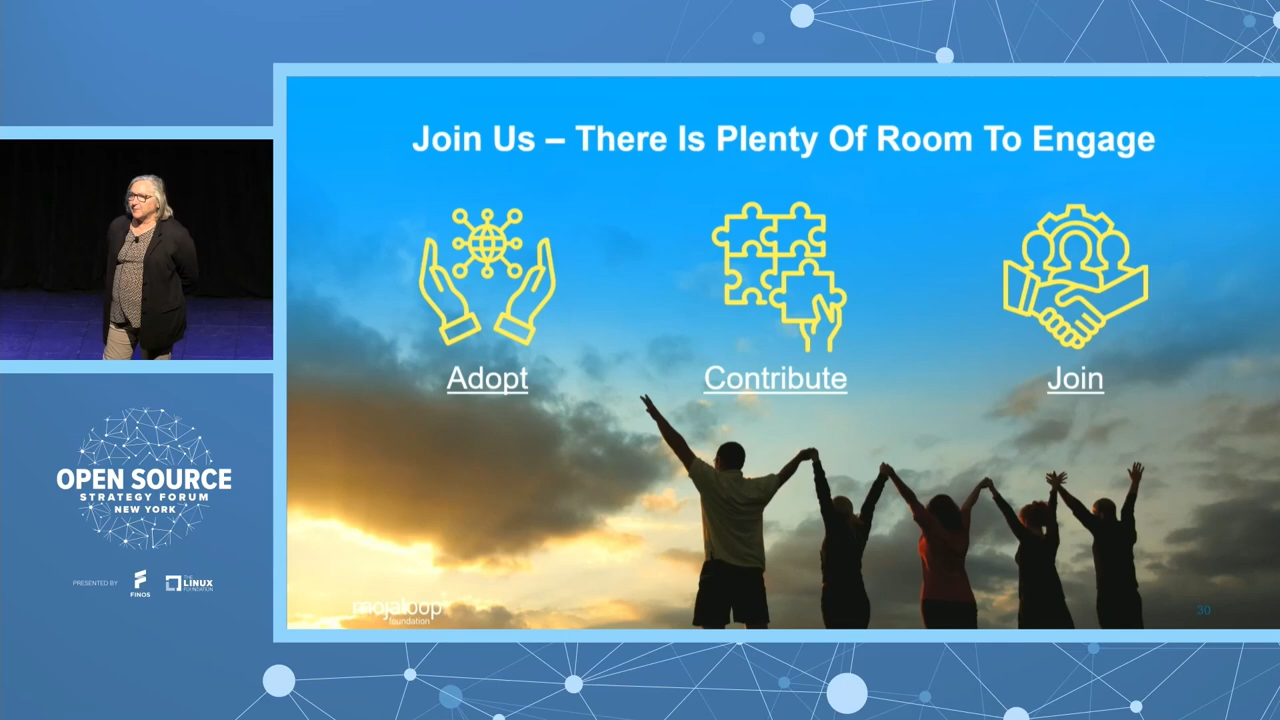 Join Us – There Is Plenty Of Room To Engage
Adopt
Contribute
Join
mojaloop
foundation
30
OPEN SOURCE
STRATEGY FORUM
NEW YORK
PRESENTED BY
FINOS
THE
LINUX
FOUNDATION